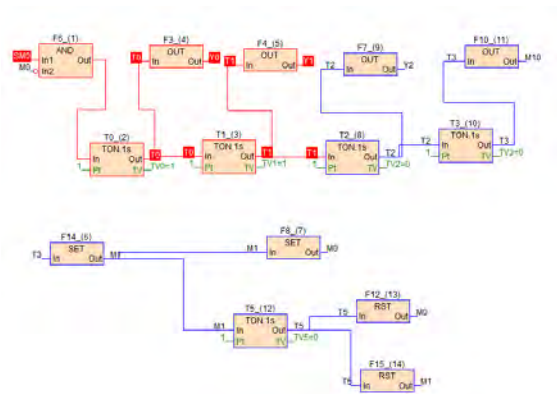 F5_(1) F3_(4) F4_(5) F7_(9) F10_(11)
AND OUT OUT OUT OUT
SM0 In1 Out T0 In Out Y0 T1 In Out Y1 T2 In Out Y2 T3 In Out M10
M0 In2
T0_(2) T1_(3) T2_(8) T3_(10)
TON.1s TON.1s TON.1s TON.1s
In Out T0 In Out T1 T1 In Out T2 T2 In Out T3
1 Pt TV TV0=1 1 Pt TV TV1=1 1 Pt TV TV2=0 1 Pt TV TV3=0
F14_(6) F8_(7)
SET SET
T3 In Out M1 M1 In Out M0
T5_(12) F12_(13)
TON.1s RST
M1 In Out T5 T5 In Out M0
1 Pt TV TV5=0
F15_(14)
RST
T5 In Out M1